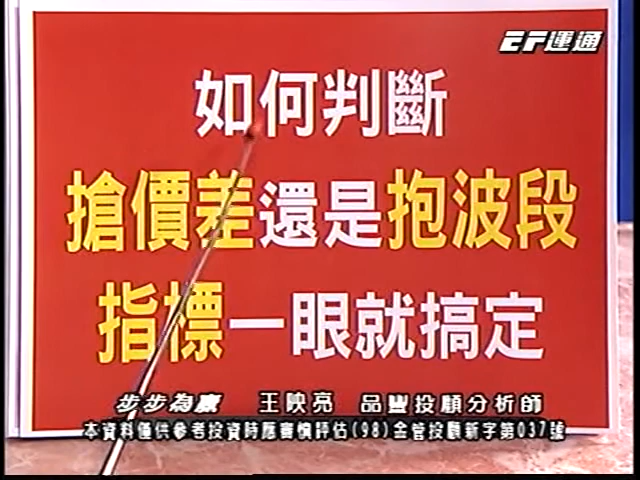 EF運通
如何判斷
搶價差還是抱波段
指標一眼就搞定
步步為贏 王映亮 品豐投顧分析師
本資料僅供參考投資時應審慎評估(98)金管投顧新字第037號